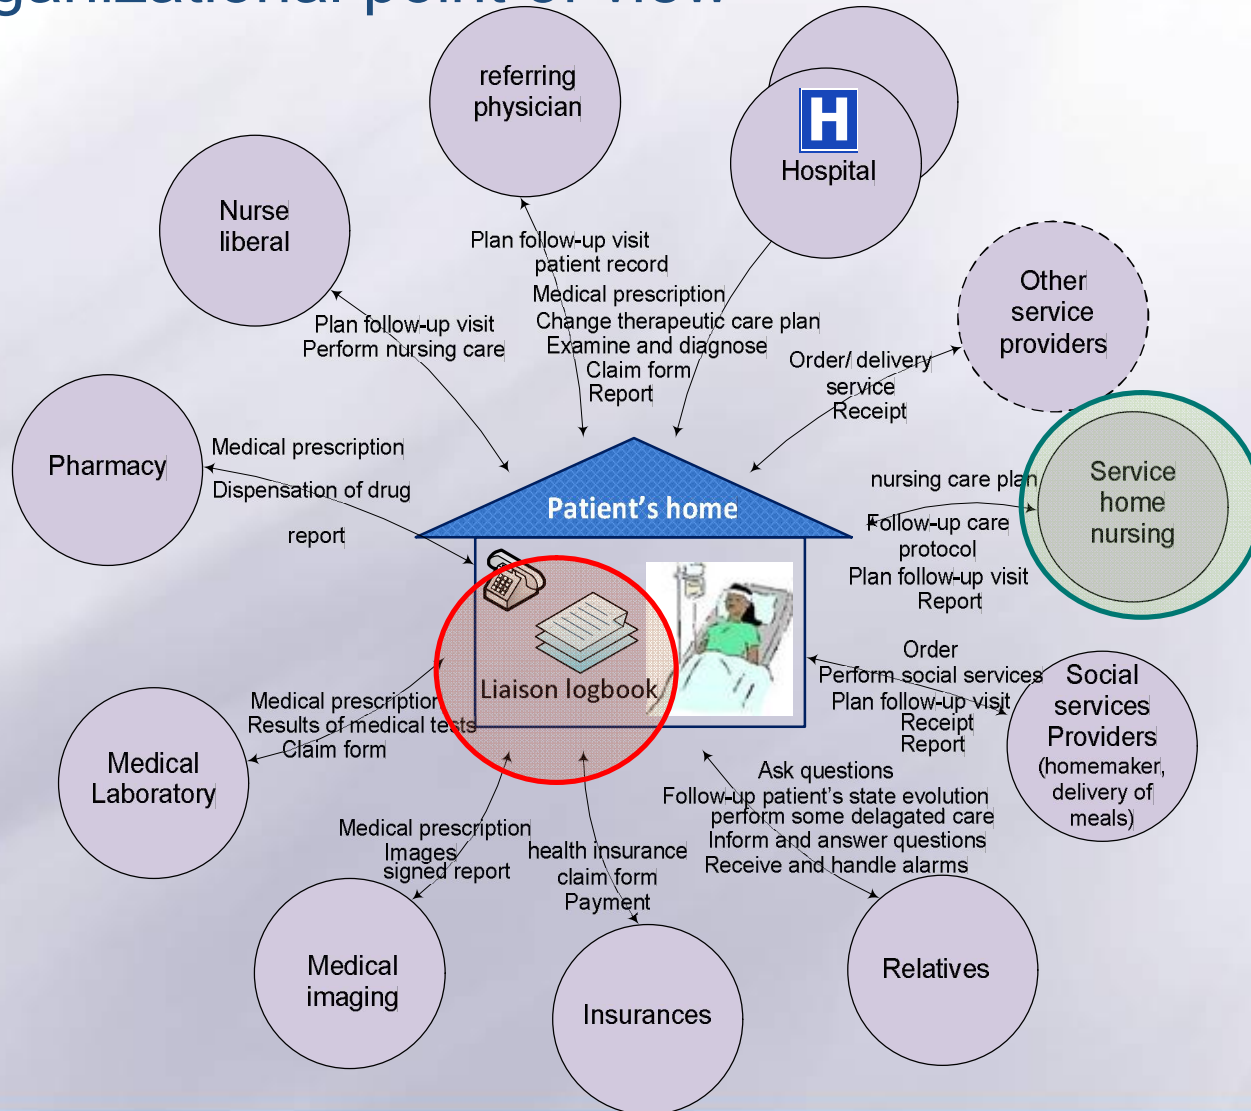 ganizational point of view
referring
physician
H
Hospital
Nurse
liberal
Plan follow-up visit
patient record
Medical prescription
Change therapeutic care plan
Examine and diagnose
Claim form
Report
Plan follow-up visit
Perform nursing care
Other
service
providers
Order/ delivery
service
Receipt
Pharmacy
Medical prescription
Dispensation of drug
report
Patient's home
nursing care plan
Follow-up care
protocol
Plan follow-up visit
Report
Service
home
nursing
Liaison logbook
Order
Perform social services
Plan follow-up visit
Receipt
Report
Social
services
Providers
(homemaker,
delivery of
meals)
Medical prescription
Results of medical tests
Claim form
Medical
Laboratory
Ask questions
Follow-up patient's state evolution
perform some delagated care
Inform and answer questions
Receive and handle alarms
Medical prescription
Images
signed report
health insurance
claim form
Payment
Medical
imaging
Insurances
Relatives